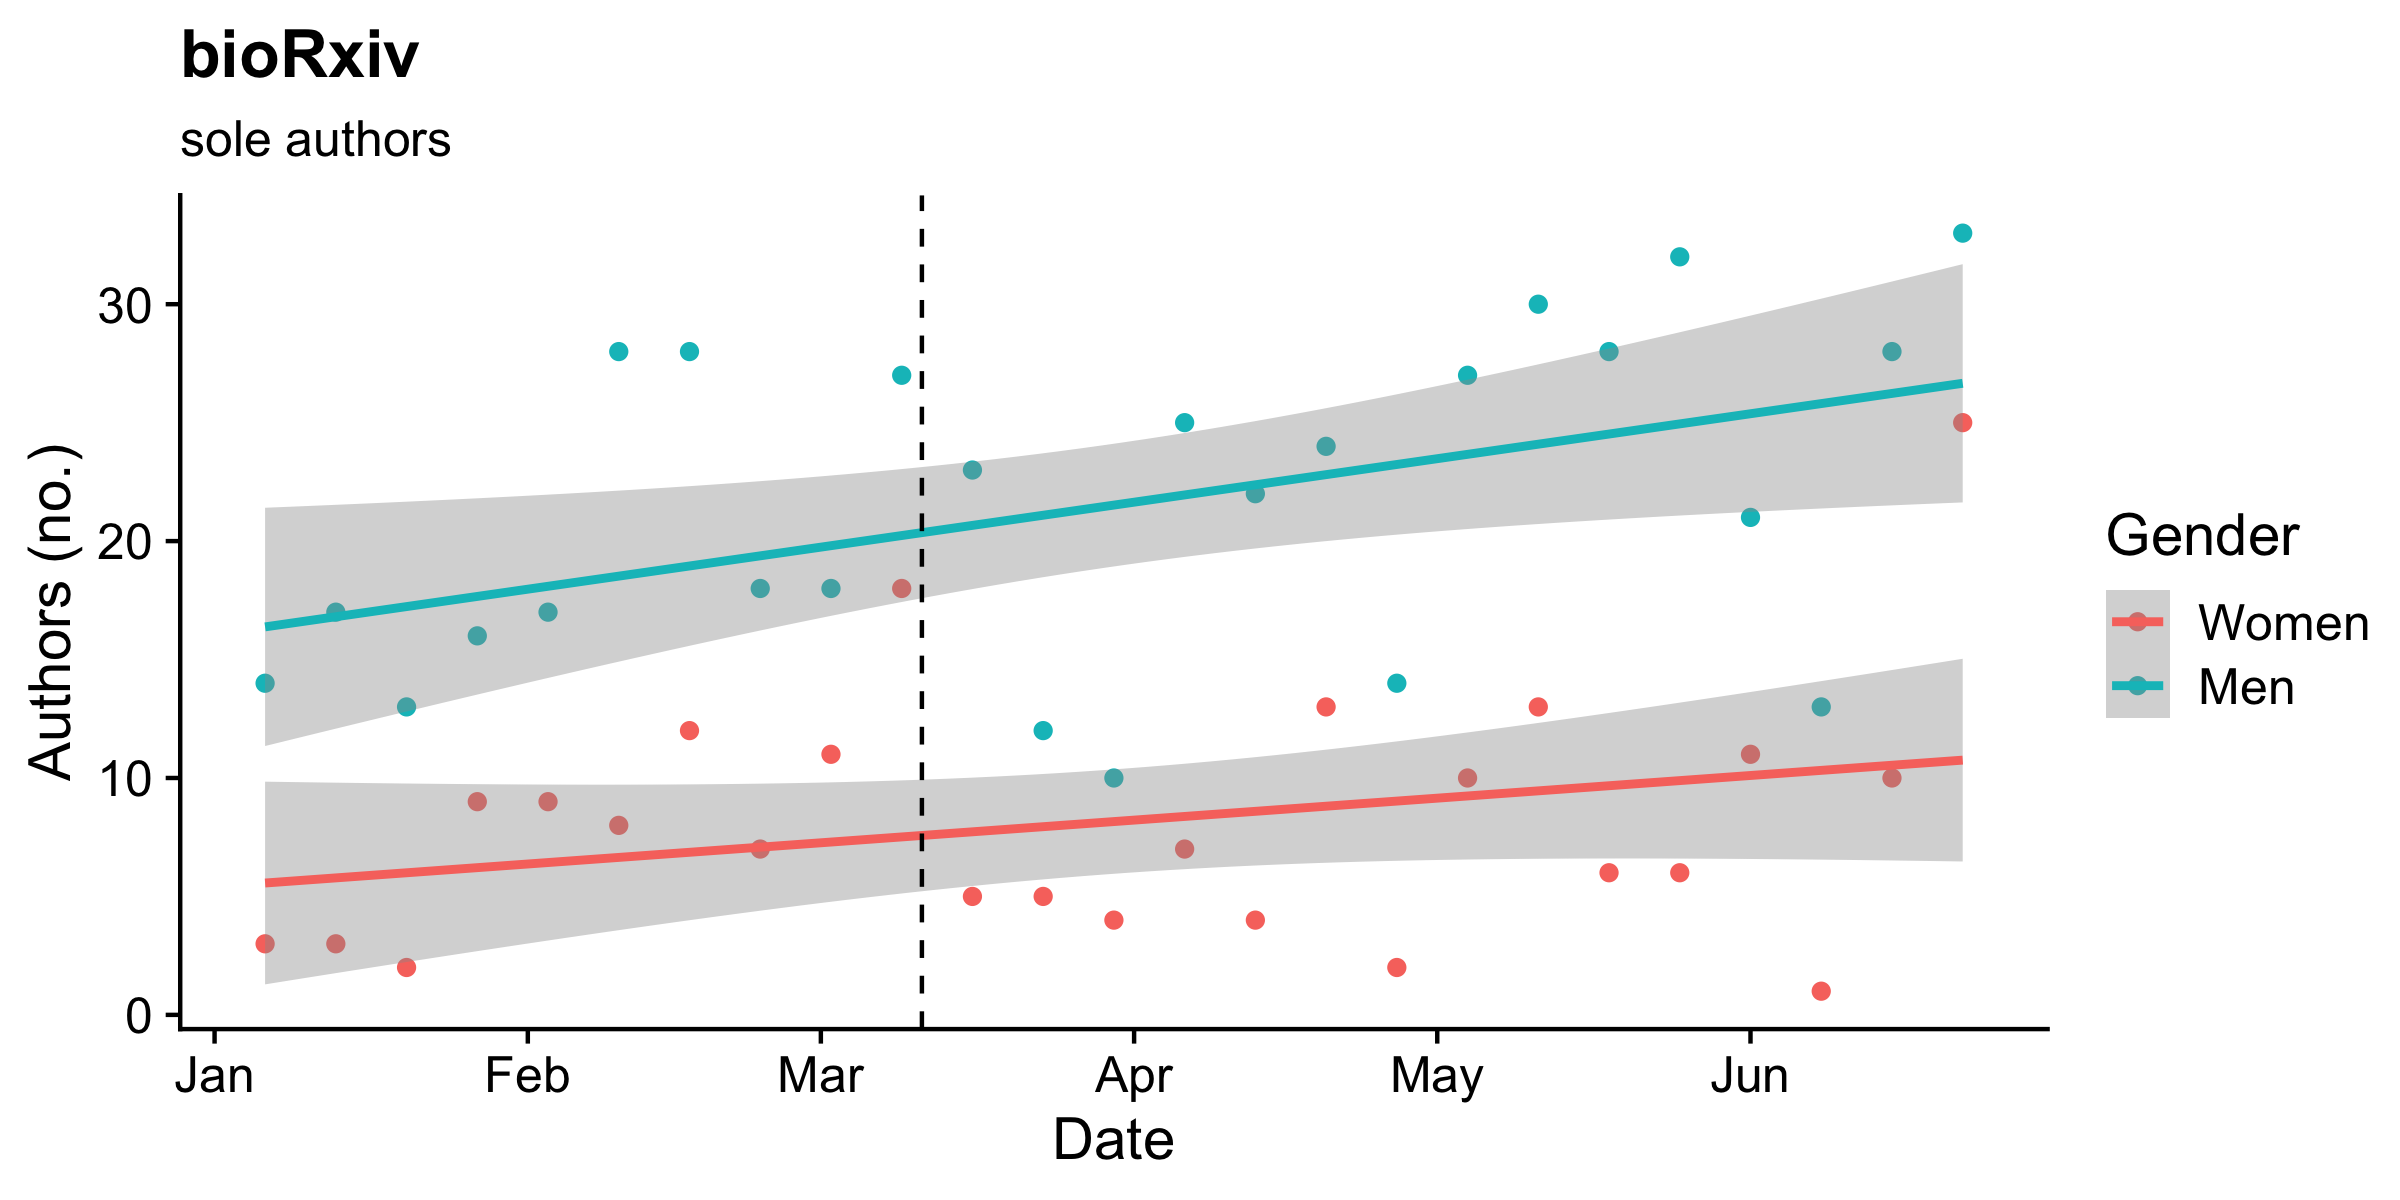 bioRxiv
sole authors
Authors (no.)
30
20
10
0
Jan Feb Mar Apr May Jun
Date
Gender
Women
Men